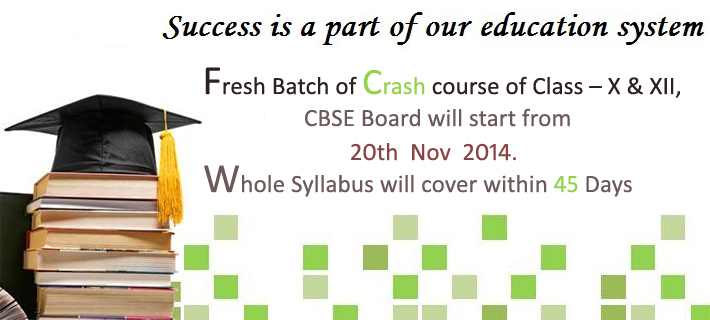 Success is a part of our education system
Fresh Batch of Crash course of Class – X & XII,
CBSE Board will start from
20th Nov 2014.
Whole Syllabus will cover within 45 Days